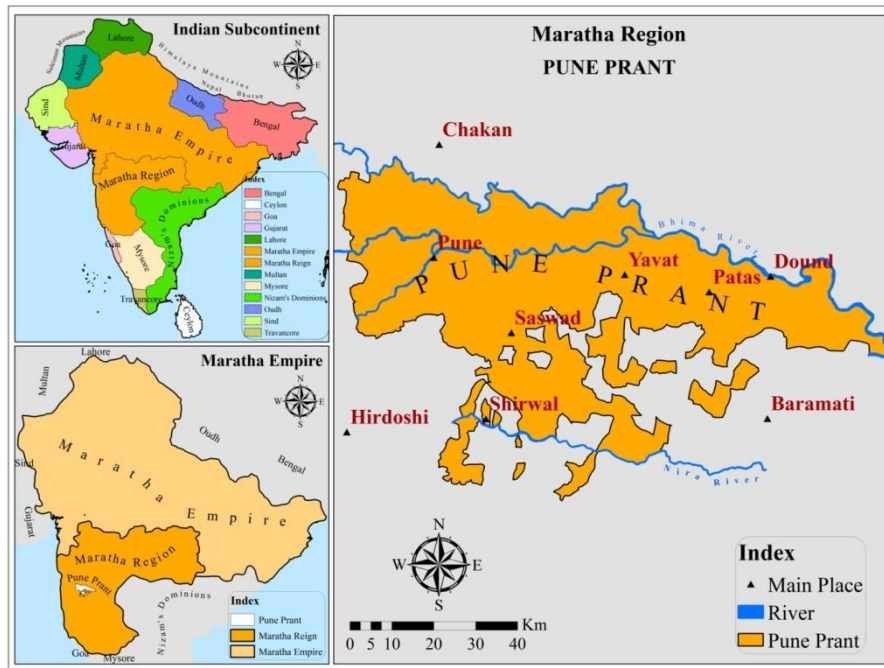 Indian Subcontinent
Lahore
Suleiman Mountains
Multan
Himalaya Mountains
Nepal
Bhotan
N
W
E
S
Sind
Oudh
Bengal
Maratha Empire
Gujarat
Maratha Region
Nizam's Dominions
Goa
Mysore
Travancore
Ceylon
Index
Bengal
Ceylon
Goa
Gujarat
Lahore
Maratha Empire
Maratha Reign
Multan
Mysore
Nizam's Dominions
Oudh
Sind
Travancore
Maratha Empire
Lahore
Multan
N
W
E
S
Oudh
Sind
Bengal
Maratha Empire
Gujarat
Maratha Region
Pune Prant
Nizam's Dominions
Goa
Mysore
Index
Pune Prant
Maratha Reign
Maratha Empire
Maratha Region
PUNE PRANT
Chakan
Bhima River
Pune
PUNE PRANT
Yavat
Patas
Dound
Saswad
Hirdoshi
Shirwal
Baramati
Nira River
N
W
E
S
Km
0 5 10 20 30 40
Index
Main Place
River
Pune Prant